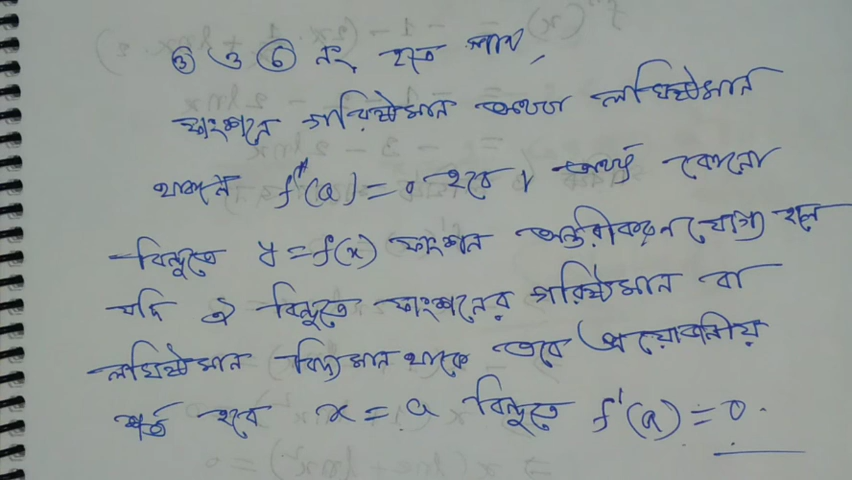 ③ ও ⑥ নং হতে পাই,
ফাংশনে গরিষ্ঠমান অথবা লঘিষ্ঠমান
থাকলে f'(a) = 0 হবে। অর্থাৎ কোনো
বিন্দুতে y = f(x) ফাংশন অন্তরীকরণ যোগ্য হলে
যদি ঐ বিন্দুতে ফাংশনের গরিষ্ঠমান বা
লঘিষ্ঠমান বিদ্যমান থাকে তবে প্রয়োজনীয়
শর্ত হবে x = a বিন্দুতে f'(a) = 0.